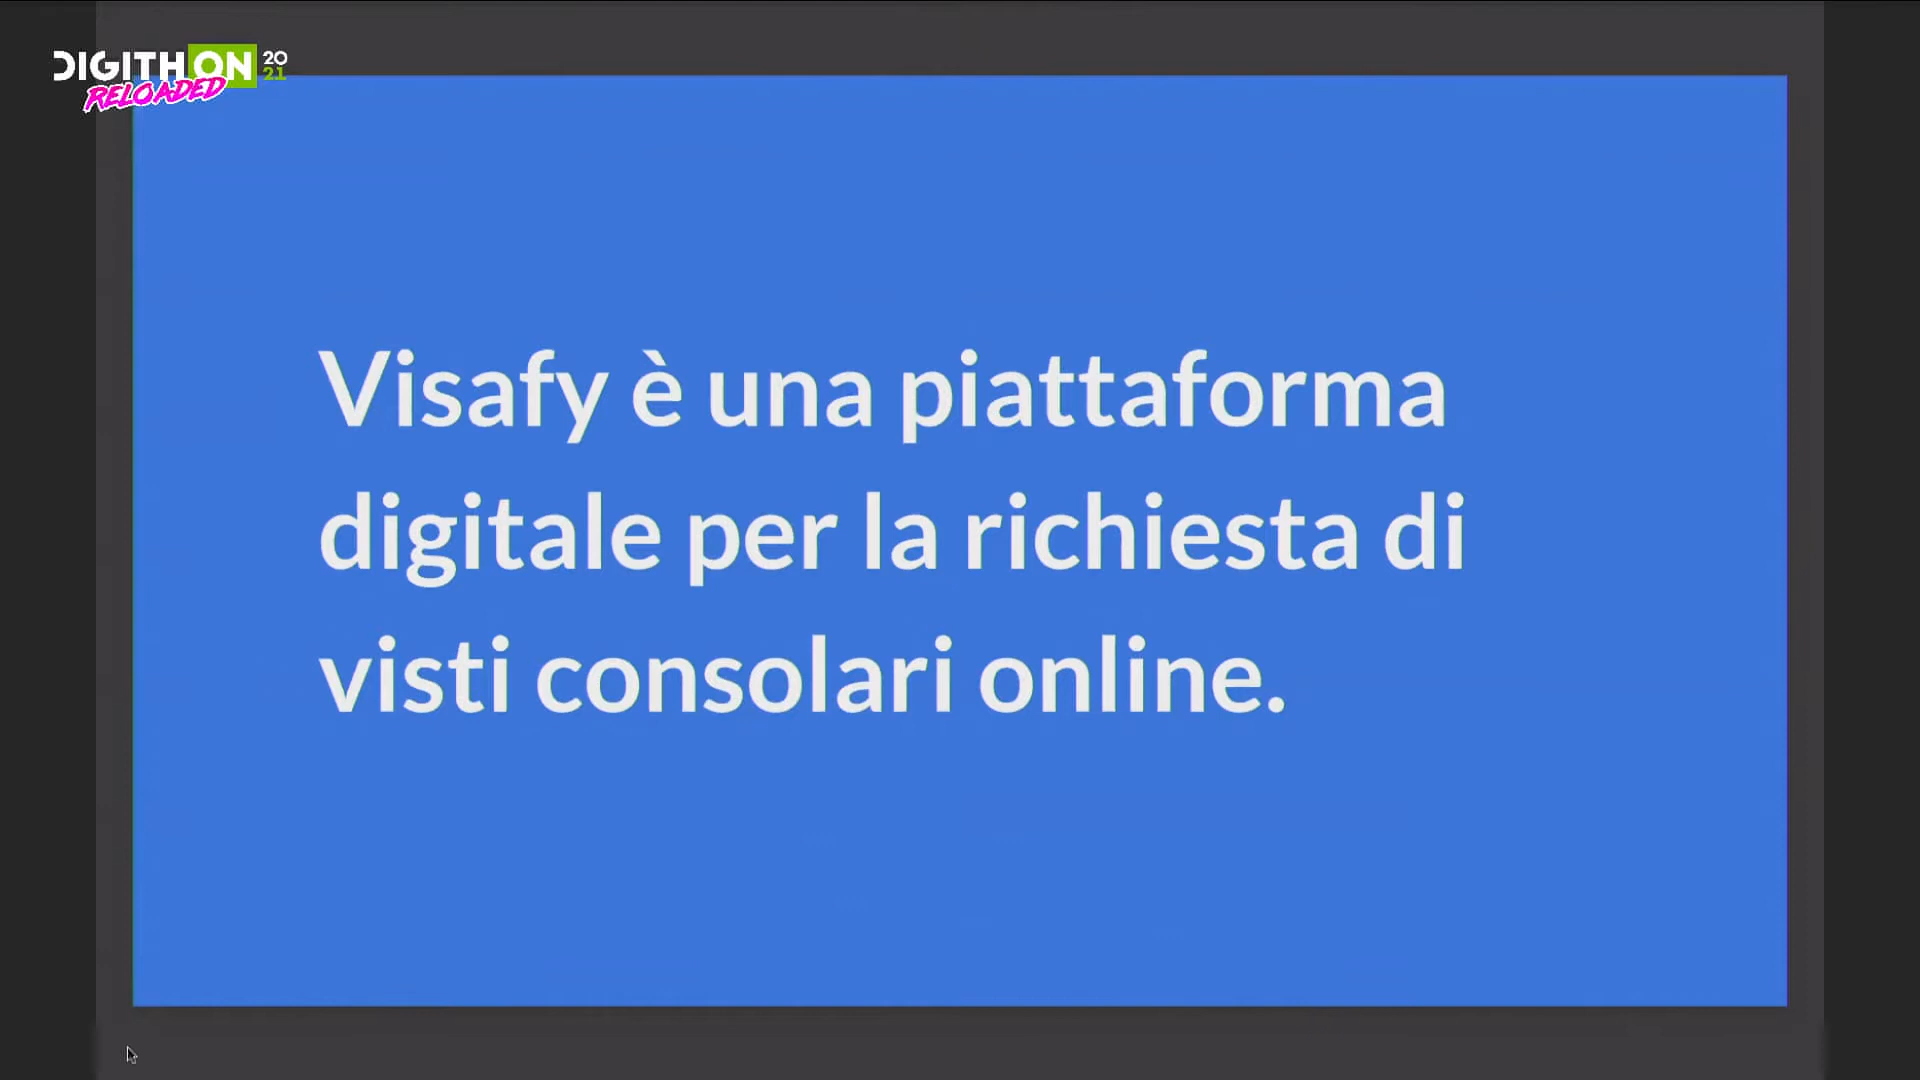 DIGITHON 2021
RELOADED
Visafy è una piattaforma
digitale per la richiesta di
visti consolari online.